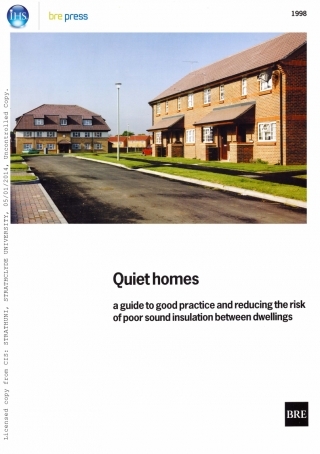 IHS
bre press
1998
Licensed copy from CIS: STRATHUNI, STRATHCLYDE UNIVERSITY, 05/01/2014, Uncontrolled Copy.
Quiet homes
a guide to good practice and reducing the risk
of poor sound insulation between dwellings
BRE